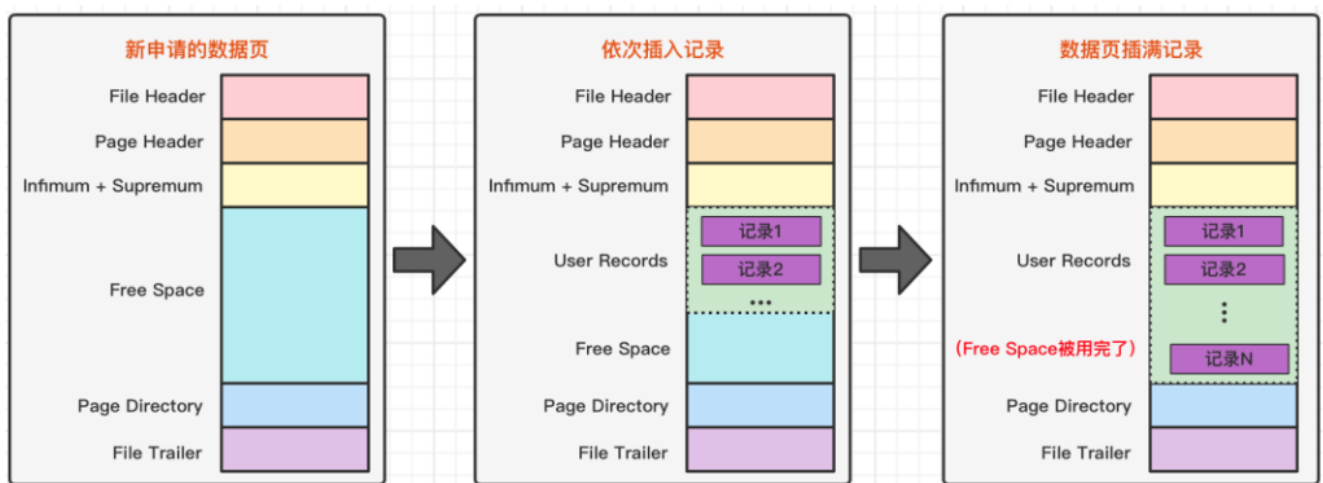 新申请的数据页
File Header
Page Header
Infimum + Supremum
Free Space
Page Directory
File Trailer
依次插入记录
File Header
Page Header
Infimum + Supremum
User Records
记录1
记录2
...
Free Space
Page Directory
File Trailer
数据页插满记录
File Header
Page Header
Infimum + Supremum
User Records
记录1
记录2
⋮
(Free Space被用完了)
记录N
Page Directory
File Trailer